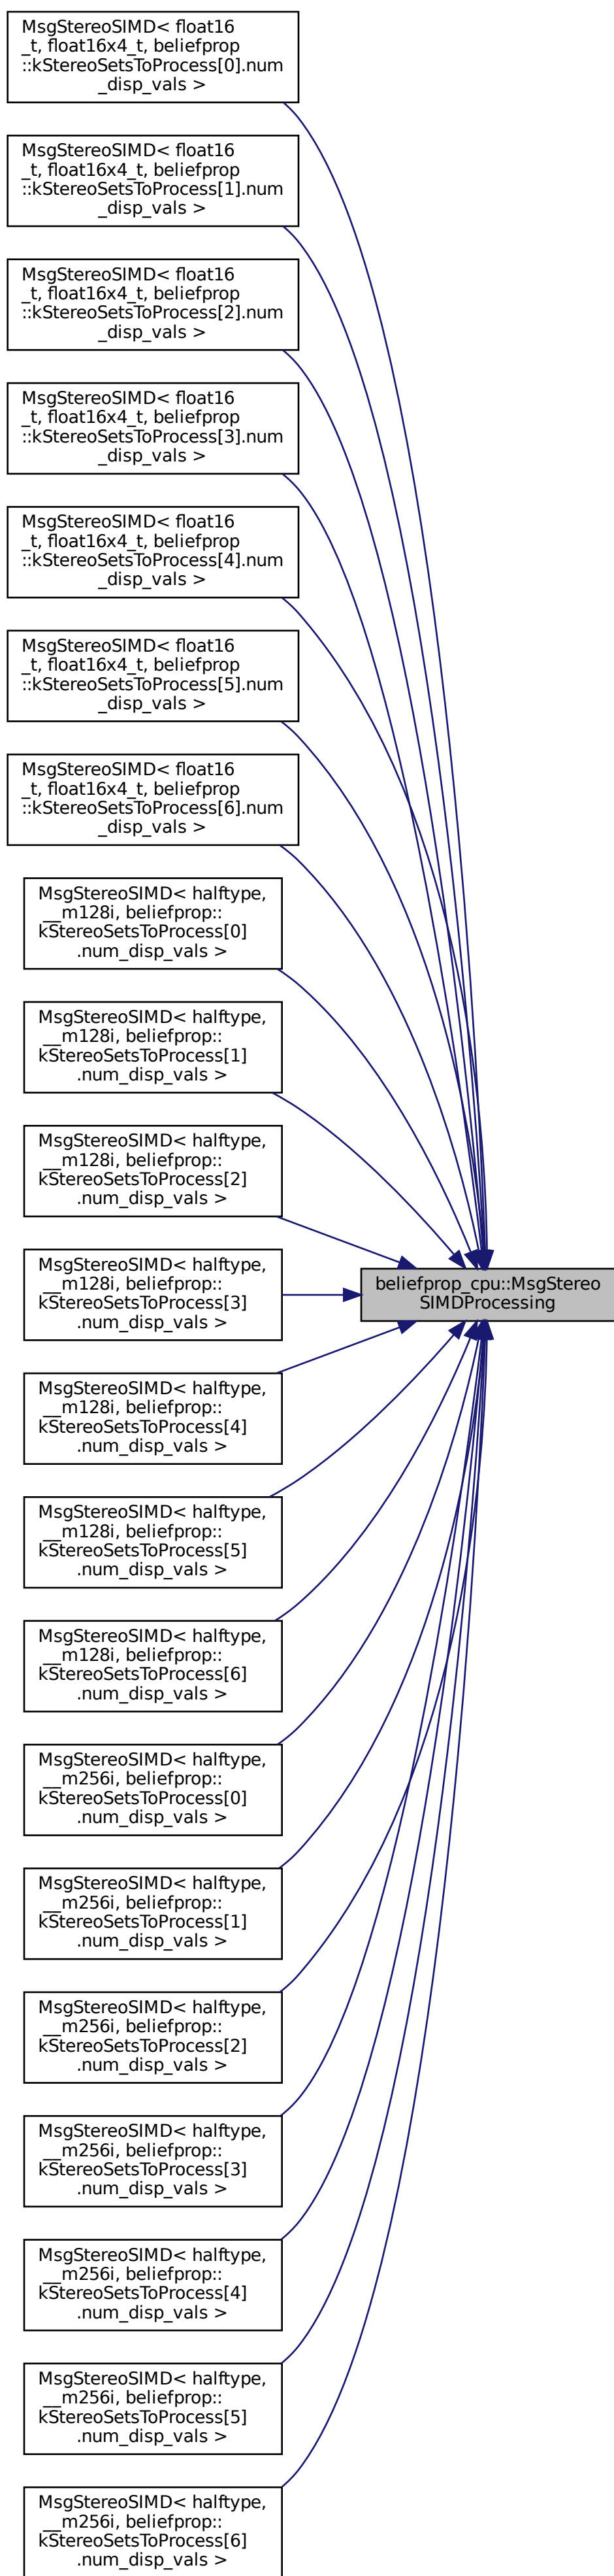 MsgStereoSIMD< float16
_t, float16x4_t, beliefprop
::kStereoSetsToProcess[0].num
_disp_vals >
MsgStereoSIMD< float16
_t, float16x4_t, beliefprop
::kStereoSetsToProcess[1].num
_disp_vals >
MsgStereoSIMD< float16
_t, float16x4_t, beliefprop
::kStereoSetsToProcess[2].num
_disp_vals >
MsgStereoSIMD< float16
_t, float16x4_t, beliefprop
::kStereoSetsToProcess[3].num
_disp_vals >
MsgStereoSIMD< float16
_t, float16x4_t, beliefprop
::kStereoSetsToProcess[4].num
_disp_vals >
MsgStereoSIMD< float16
_t, float16x4_t, beliefprop
::kStereoSetsToProcess[5].num
_disp_vals >
MsgStereoSIMD< float16
_t, float16x4_t, beliefprop
::kStereoSetsToProcess[6].num
_disp_vals >
MsgStereoSIMD< halftype,
__m128i, beliefprop::
kStereoSetsToProcess[0]
.num_disp_vals >
MsgStereoSIMD< halftype,
__m128i, beliefprop::
kStereoSetsToProcess[1]
.num_disp_vals >
MsgStereoSIMD< halftype,
__m128i, beliefprop::
kStereoSetsToProcess[2]
.num_disp_vals >
MsgStereoSIMD< halftype,
__m128i, beliefprop::
kStereoSetsToProcess[3]
.num_disp_vals >
beliefprop_cpu::MsgStereo
SIMDProcessing
MsgStereoSIMD< halftype,
__m128i, beliefprop::
kStereoSetsToProcess[4]
.num_disp_vals >
MsgStereoSIMD< halftype,
__m128i, beliefprop::
kStereoSetsToProcess[5]
.num_disp_vals >
MsgStereoSIMD< halftype,
__m128i, beliefprop::
kStereoSetsToProcess[6]
.num_disp_vals >
MsgStereoSIMD< halftype,
__m256i, beliefprop::
kStereoSetsToProcess[0]
.num_disp_vals >
MsgStereoSIMD< halftype,
__m256i, beliefprop::
kStereoSetsToProcess[1]
.num_disp_vals >
MsgStereoSIMD< halftype,
__m256i, beliefprop::
kStereoSetsToProcess[2]
.num_disp_vals >
MsgStereoSIMD< halftype,
__m256i, beliefprop::
kStereoSetsToProcess[3]
.num_disp_vals >
MsgStereoSIMD< halftype,
__m256i, beliefprop::
kStereoSetsToProcess[4]
.num_disp_vals >
MsgStereoSIMD< halftype,
__m256i, beliefprop::
kStereoSetsToProcess[5]
.num_disp_vals >
MsgStereoSIMD< halftype,
__m256i, beliefprop::
kStereoSetsToProcess[6]
.num_disp_vals >